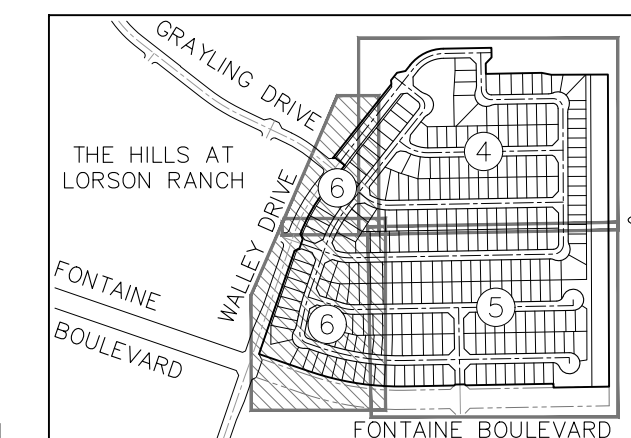 GRAYLING DRIVE
THE HILLS AT
LORSON RANCH
WALLEY DRIVE
FONTAINE
BOULEVARD
4
6
5
6
FONTAINE BOULEVARD